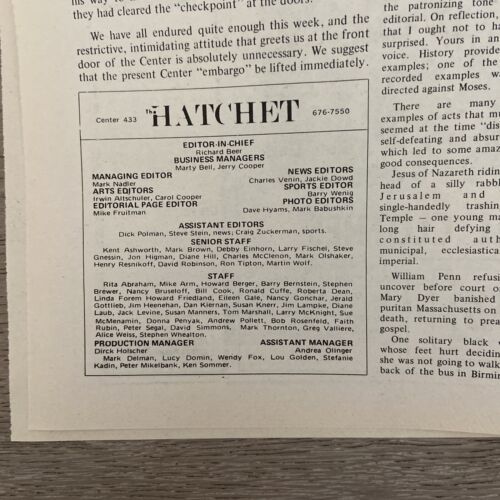 they had cleared the "checkpoint" at the doors.
We have all endured quite enough this week, and the
restrictive, intimidating attitude that greets us at the front
door of the Center is absolutely unnecessary. We suggest
that the present Center "embargo" be lifted immediately.
Center 433 The HATCHET 676-7550
EDITOR-IN-CHIEF
Richard Beer
BUSINESS MANAGERS
Marty Bell, Jerry Cooper
MANAGING EDITOR
Mark Nadler
ARTS EDITORS
Irwin Altschuler, Carol Cooper
EDITORIAL PAGE EDITOR
Mike Fruitman
NEWS EDITORS
Charles Venin, Jackie Dowd
SPORTS EDITOR
Barry Wenig
PHOTO EDITORS
Dave Hyams, Mark Babushkin
ASSISTANT EDITORS
Dick Polman, Steve Stein, news; Craig Zuckerman, sports.
SENIOR STAFF
Kent Ashworth, Mark Brown, Debby Einhorn, Larry Fischel, Steve
Gnessin, Jon Higman, Diane Hill, Charles McClenon, Mark Olshaker,
Henry Resnikoff, David Robinson, Ron Tipton, Martin Wolf.
STAFF
Rita Abraham, Mike Arm, Howard Berger, Barry Bernstein, Stephen
Brewer, Nancy Bruseloff, Bill Cook, Ronald Cuffe, Roberta Dean,
Linda Forem Howard Friedland, Eileen Gale, Nancy Gonchar, Jerald
Gottlieb, Jim Heenehan, Dan Kiernan, Susan Knerr, Jim Lampke, Diane
Laub, Jack Levine, Susan Manners, Tom Marshall, Larry McKnight, Sue
McMenamin, Donna Penyak, Andrew Pollett, Bob Rosenfeld, Faith
Rubin, Peter Segal, David Simmons, Mark Thornton, Greg Valliere,
Alice Weiss, Stephen Whealton.
PRODUCTION MANAGER
Dirck Holscher
ASSISTANT MANAGER
Andrea Olinger
Mark Delman, Lucy Domin, Wendy Fox, Lou Golden, Stefanie
Kadin, Peter Mikelbank, Ken Sommer.
the patronizing tone
editorial. On reflection,
that I ought not to ha
surprised. Yours in an
voice. History provide
examples; one of the
recorded examples wa
directed against Moses.
There are many
examples of acts that mu
seemed at the time "dis
self-defeating and absur
which led to some amaz
good consequences.
Jesus of Nazareth riding
head of a silly rabbl
Jerusalem and
single-handedly trashin
Temple — one young ma
long hair defying
constituted auth
municipal, ecclesiastica
imperial.
William Penn refusi
uncover before court o
Mary Dyer banished
puritan Massachusetts on
death, returning to prea
gospel.
One solitary black
whose feet hurt decidin
she was not going to walk
back of the bus in Birmin